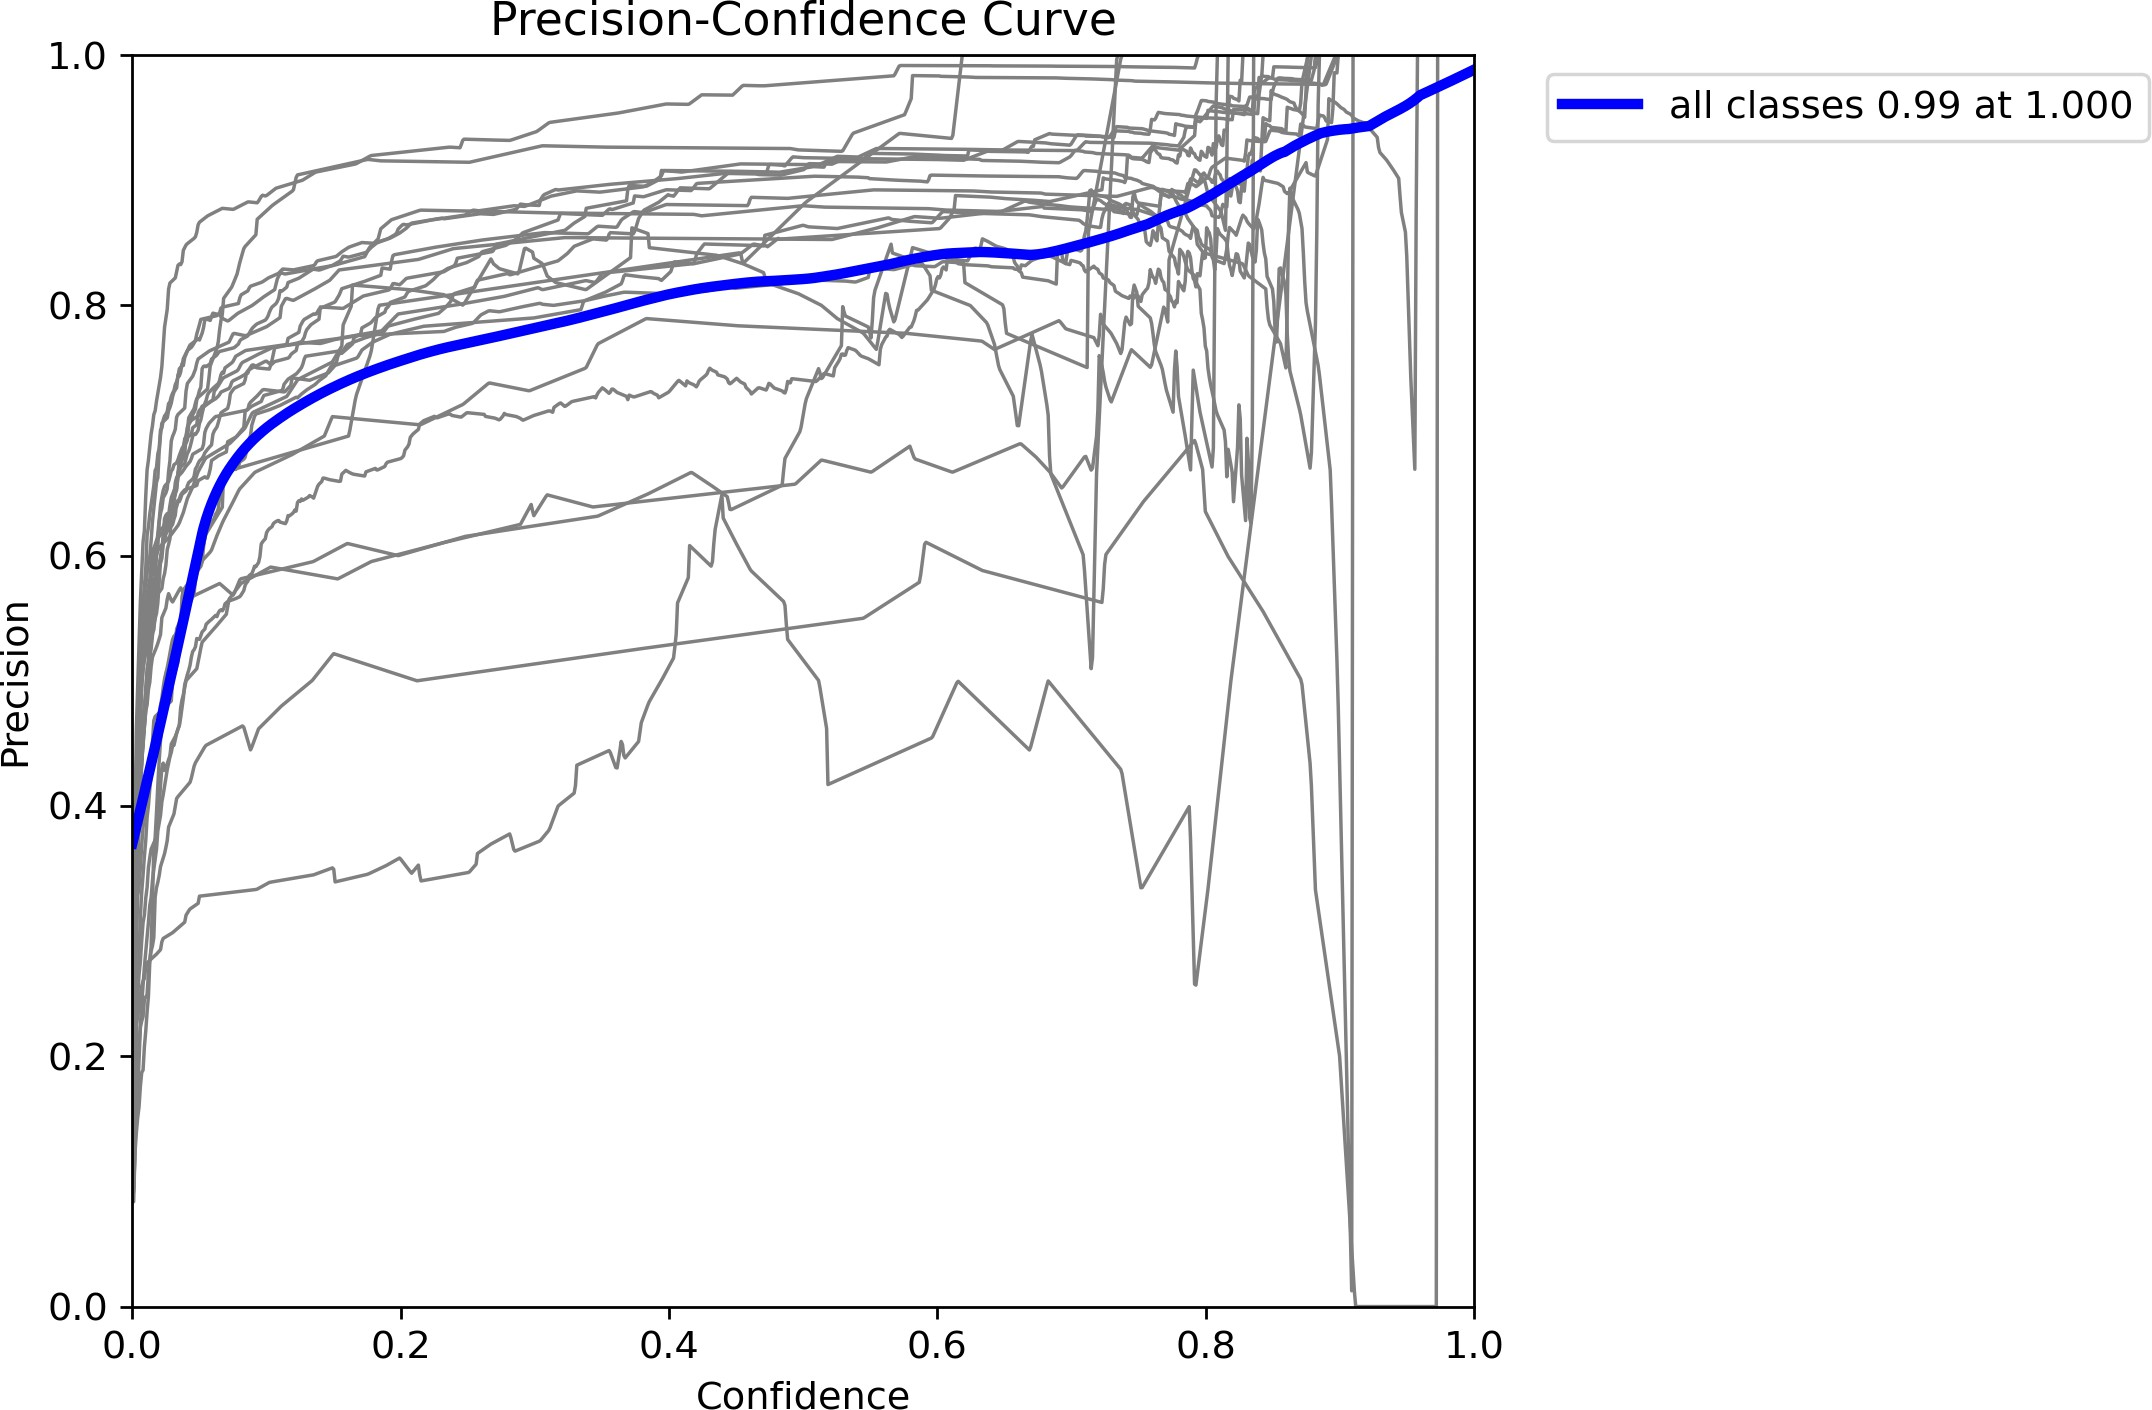 Precision-Confidence Curve
1.0
0.8
0.6
0.4
0.2
0.0
Precision
0.0 0.2 0.4 0.6 0.8 1.0
Confidence
all classes 0.99 at 1.000